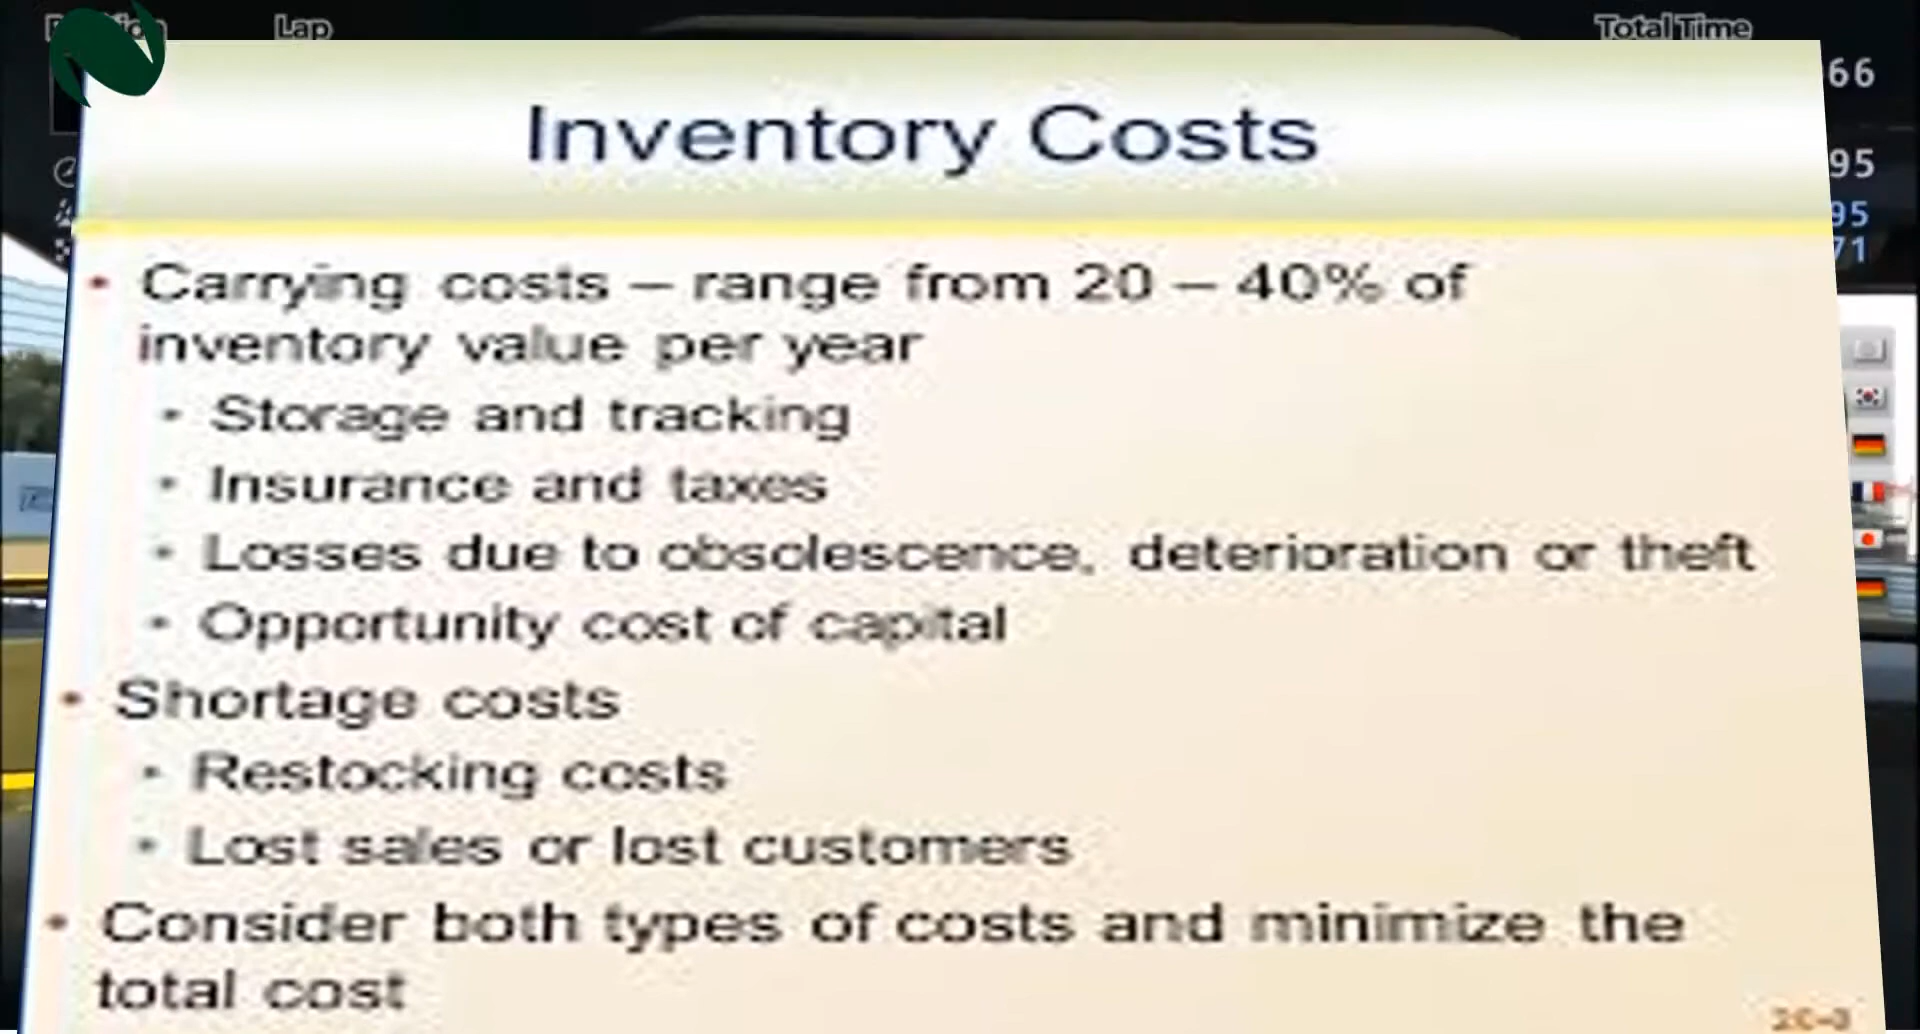 Lap
Total Time
66
95
95
71
Inventory Costs
• Carrying costs – range from 20 – 40% of
inventory value per year
• Storage and tracking
• Insurance and taxes
• Losses due to obsolescence, deterioration or theft
• Opportunity cost of capital
• Shortage costs
• Restocking costs
• Lost sales or lost customers
• Consider both types of costs and minimize the
total cost